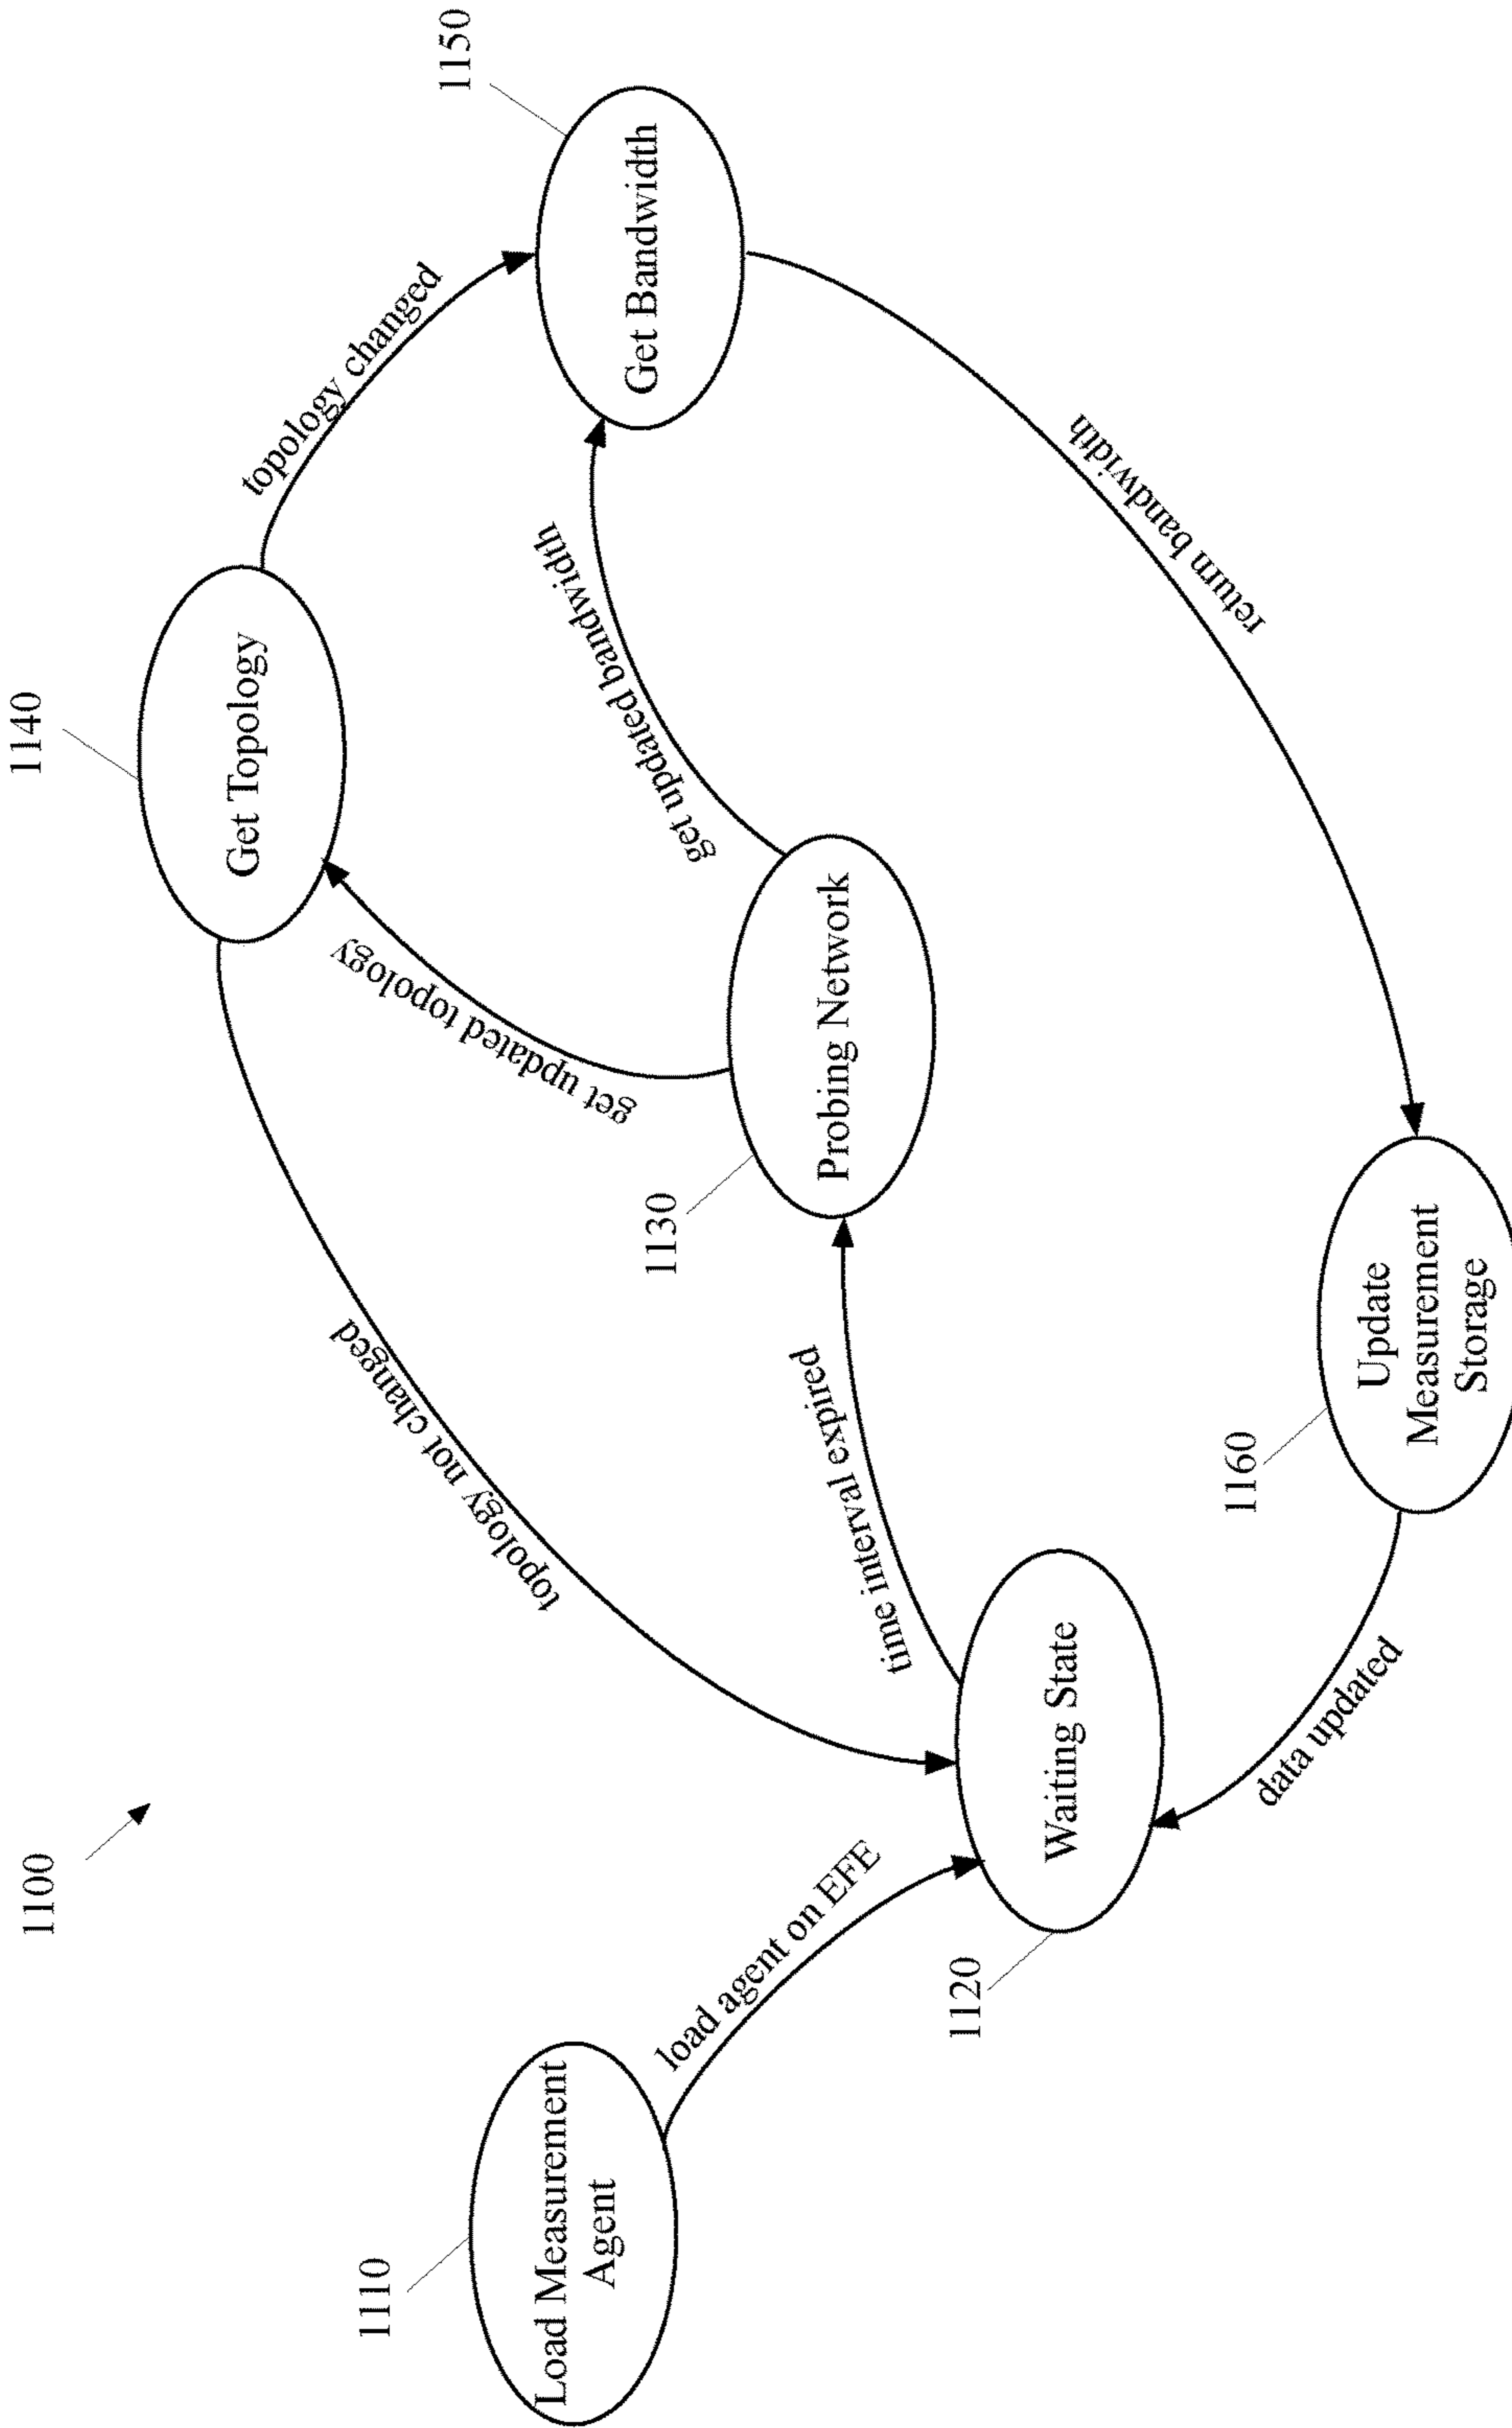 1100
1110
Load Measurement
Agent
load agent on EFE
1120
Waiting State
time interval expired
1130
Probing Network
get updated topology
1140
Get Topology
topology not changed
topology changed
get updated bandwidth
1150
Get Bandwidth
return bandwidth
1160
Update
Measurement
Storage
data updated